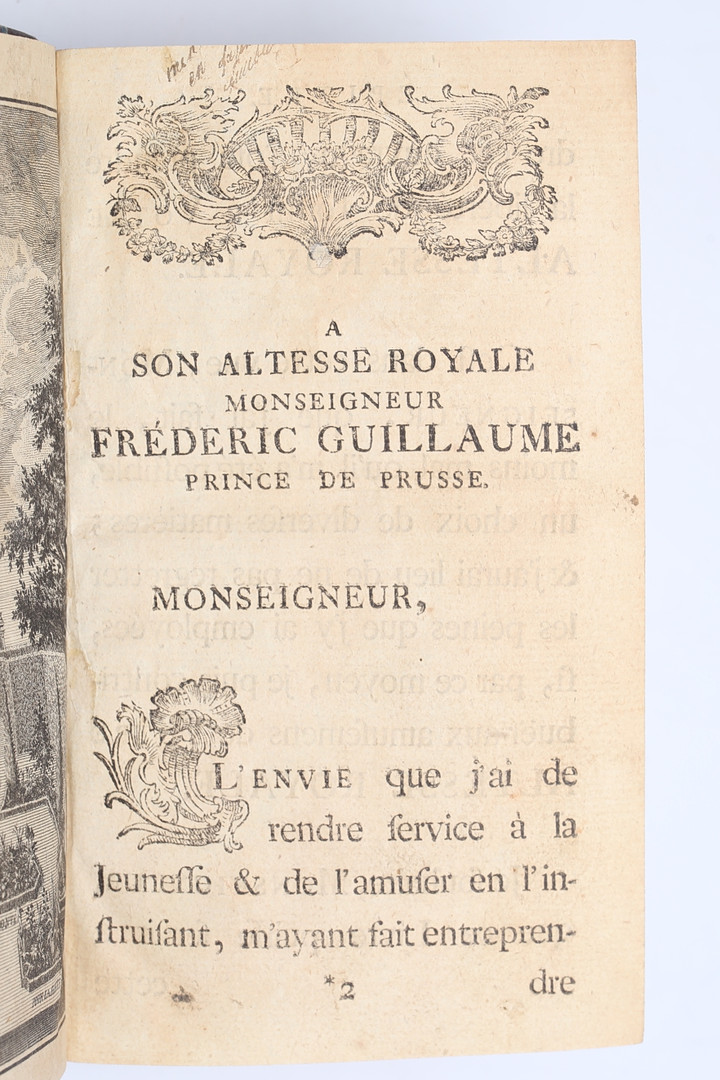 A
SON ALTESSE ROYALE
MONSEIGNEUR
FRÉDERIC GUILLAUME
PRINCE DE PRUSSE.
MONSEIGNEUR,
L'ENVIE que j'ai de
rendre ſervice à la
Jeuneſſe & de l'amuſer en l'in-
ſtruiſant, m'ayant fait entrepren-
*2 dre